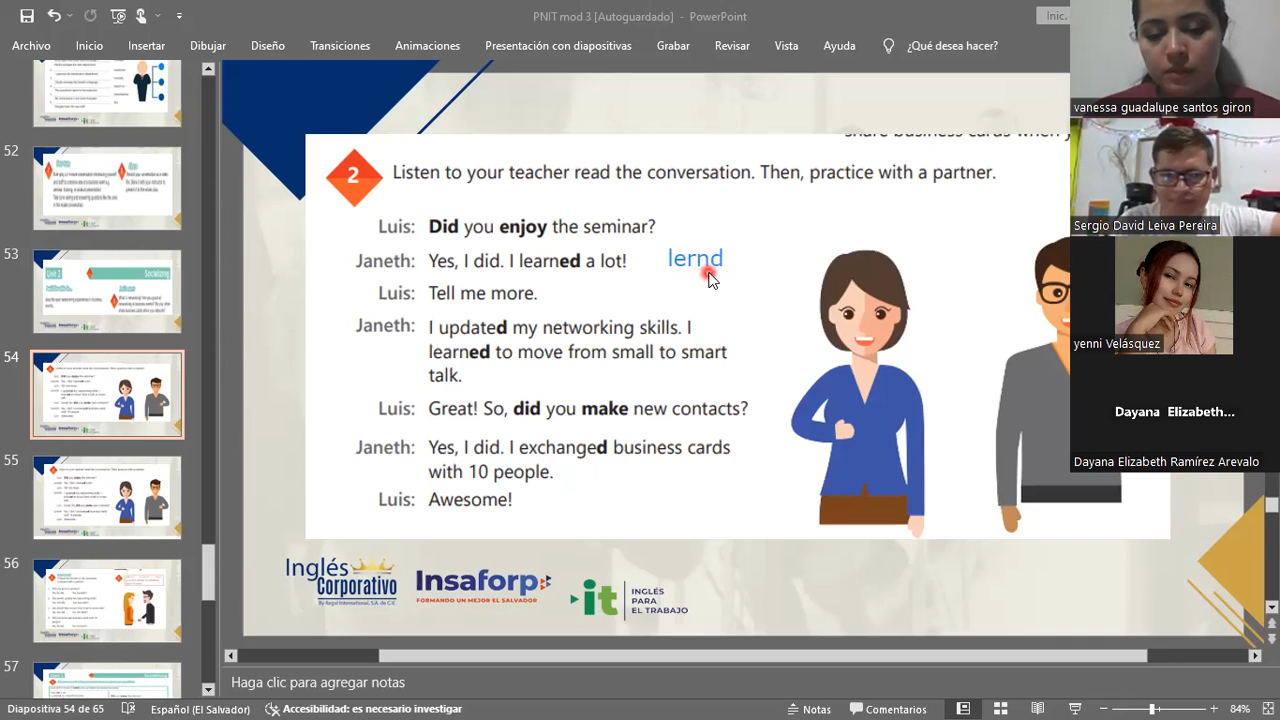 PNIT mod 3 [Autoguardado] - PowerPoint
Inic.
Archivo Inicio Insertar Dibujar Diseño Transiciones Animaciones Presentación con diapositivas Grabar Revisar Vista Ayuda ¿Qué desea hacer?
52
53
Unit 2 Socializing
54
55
56
57
2 Listen to your teacher read the conversation. Then, practice with a partner.
Luis: Did you enjoy the seminar?
Janeth: Yes, I did. I learned a lot!
lernd
Luis: Tell me more.
Janeth: I updated my networking skills. I
learned to move from small to smart
talk.
Luis: Great! So, did you make new contacts?
Janeth: Yes, I did. I exchanged business cards
with 10 people.
Luis: Awesome!
Inglés
Corporativo
Insaforp
FORMANDO UN MEJOR EL SALVADOR
it
INGLÉS
PARA
EL TRABAJO
vanessa guadalupe santos giron
Sergio David Leiva Pereira
yenni Velásquez
Dayana Elizabeth...
Haga clic para agregar notas
Diapositiva 54 de 65 Español (El Salvador) Accesibilidad: es necesario investigar Notas Comentarios 84%